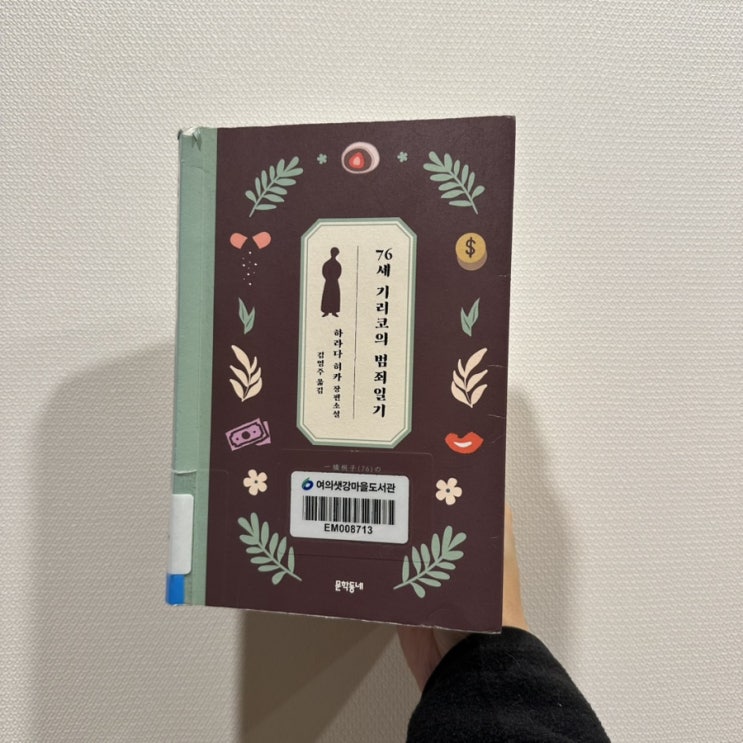 76세 기리코의 범죄일기
하라다 히카 장편소설
김영주 옮김
一橋桐子(76)の
여의샛강마을도서관
EM008713
문학동네
$